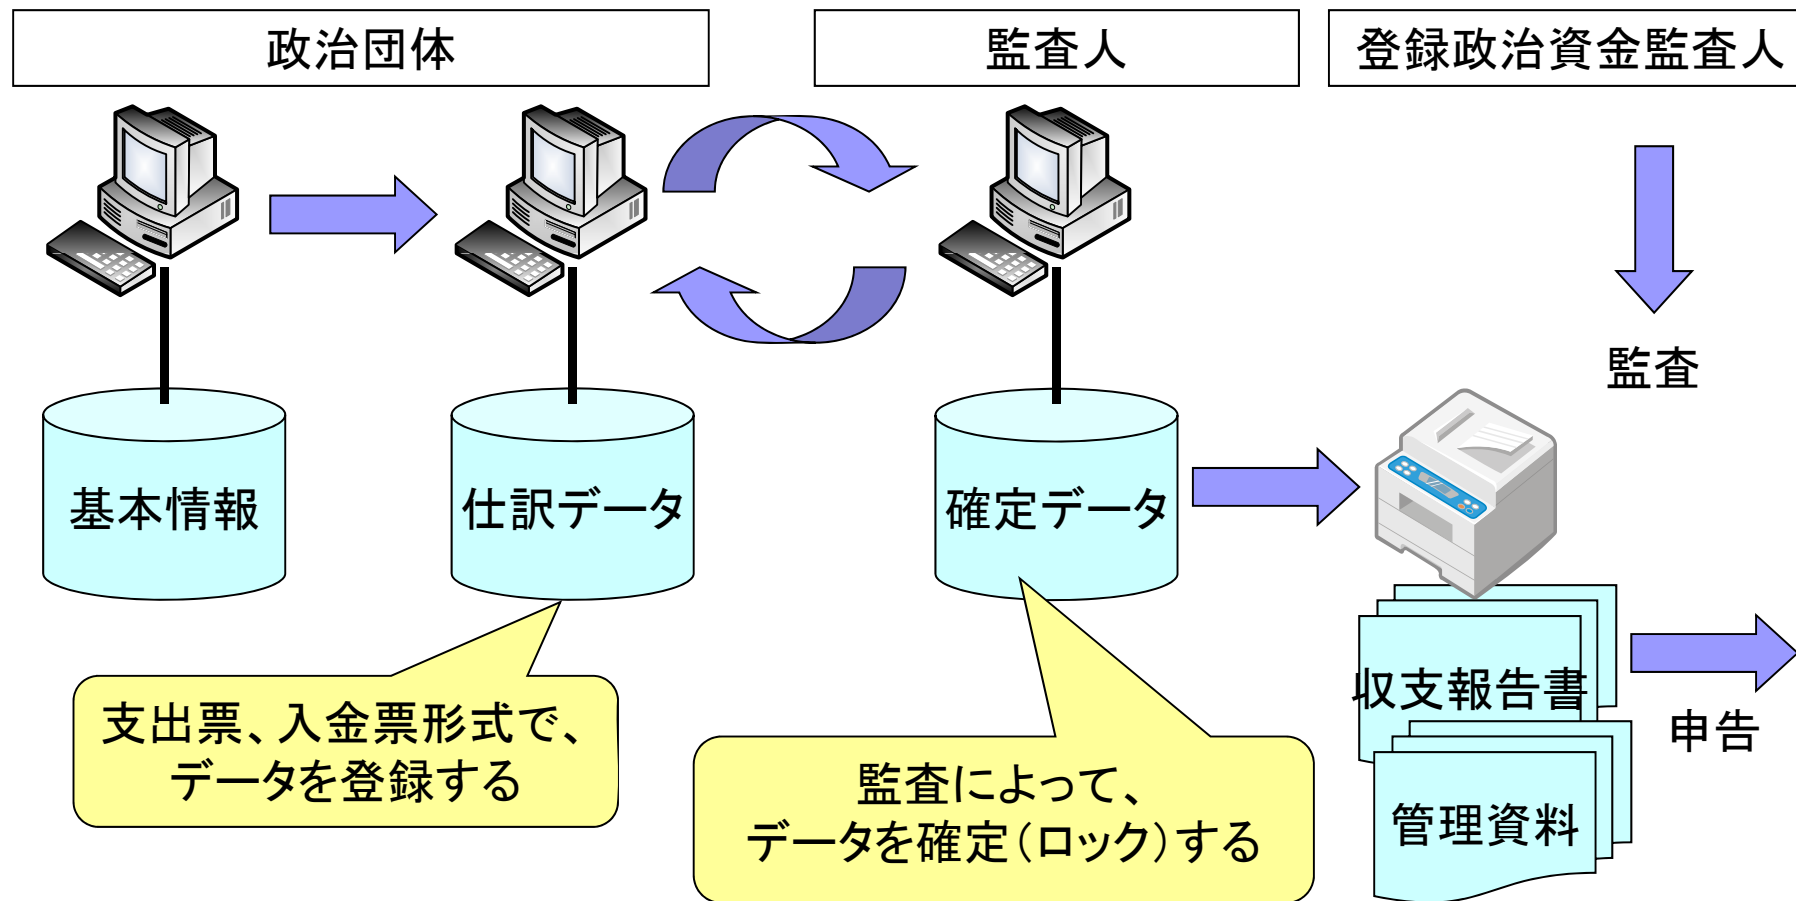 政治団体
監査人
登録政治資金監査人
監査
基本情報
仕訳データ
確定データ
支出票、入金票形式で、
データを登録する
監査によって、
データを確定(ロック)する
収支報告書
管理資料
申告